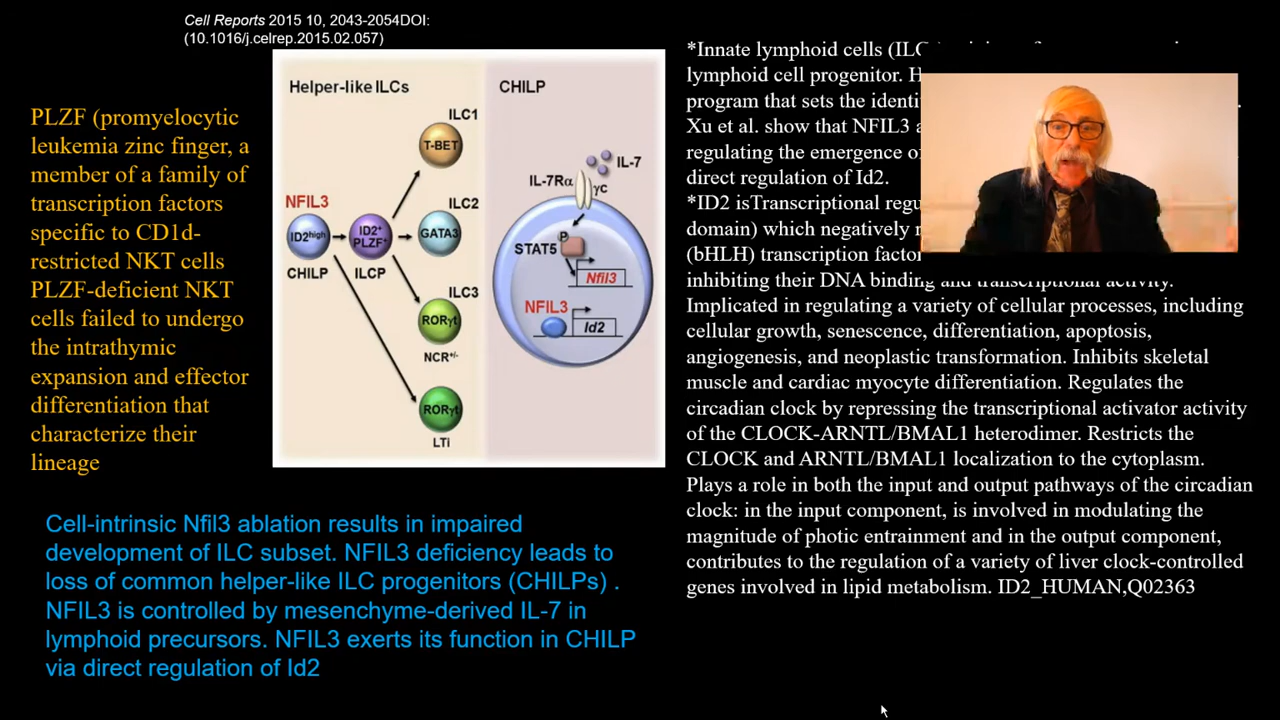 Cell Reports 2015 10, 2043-2054DOI:
(10.1016/j.celrep.2015.02.057)
PLZF (promyelocytic
leukemia zinc finger, a
member of a family of
transcription factors
specific to CD1d-
restricted NKT cells
PLZF-deficient NKT
cells failed to undergo
the intrathymic
expansion and effector
differentiation that
characterize their
lineage
Helper-like ILCs
ILC1
T-BET
NFIL3
ILC2
ID2high
ID2+
PLZF+
GATA3
CHILP
ILCP
ILC3
RORγt
NCR+/-
RORγt
LTi
CHILP
IL-7
IL-7Rα
γc
P
STAT5
Nfil3
NFIL3
Id2
Cell-intrinsic Nfil3 ablation results in impaired
development of ILC subset. NFIL3 deficiency leads to
loss of common helper-like ILC progenitors (CHILPs) .
NFIL3 is controlled by mesenchyme-derived IL-7 in
lymphoid precursors. NFIL3 exerts its function in CHILP
via direct regulation of Id2
*Innate lymphoid cells (ILC
lymphoid cell progenitor.
program that sets the
Xu et al. show that NFIL3
regulating the emergence
direct regulation of Id2.
*ID2 isTranscriptional
domain) which negatively
(bHLH) transcription
inhibiting their DNA binding and transcriptional activity.
Implicated in regulating a variety of cellular processes, including
cellular growth, senescence, differentiation, apoptosis,
angiogenesis, and neoplastic transformation. Inhibits skeletal
muscle and cardiac myocyte differentiation. Regulates the
circadian clock by repressing the transcriptional activator activity
of the CLOCK-ARNTL/BMAL1 heterodimer. Restricts the
CLOCK and ARNTL/BMAL1 localization to the cytoplasm.
Plays a role in both the input and output pathways of the circadian
clock: in the input component, is involved in modulating the
magnitude of photic entrainment and in the output component,
contributes to the regulation of a variety of liver clock-controlled
genes involved in lipid metabolism. ID2_HUMAN,Q02363